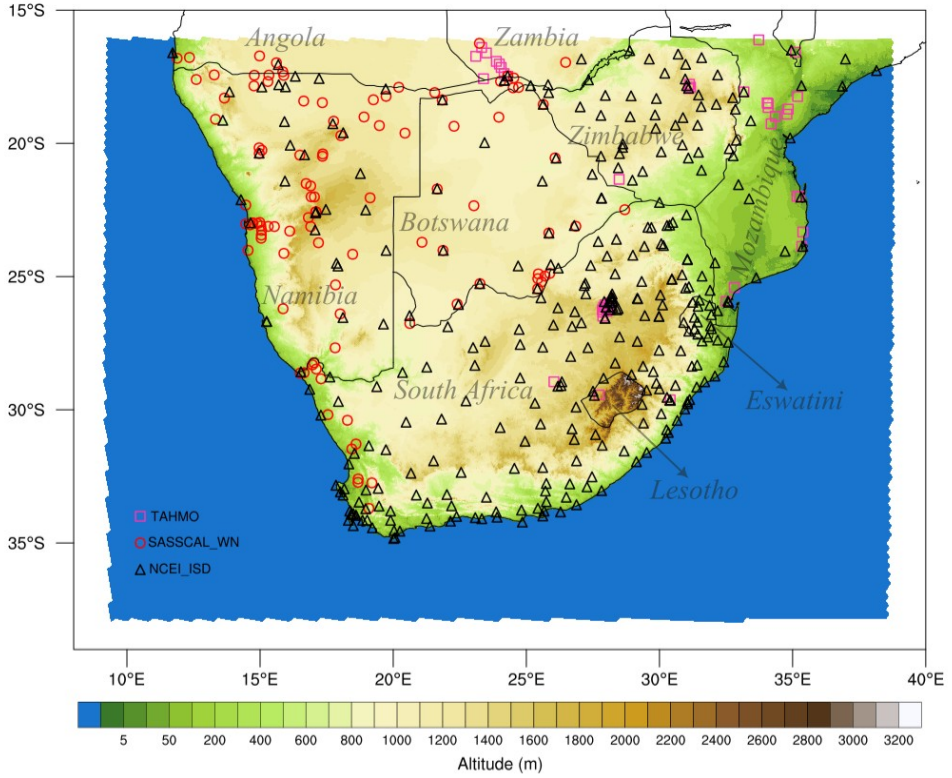 15°S
20°S
25°S
30°S
35°S
Angola
Zambia
Zimbabwe
Mozambique
Botswana
Namibia
South Africa
Eswatini
Lesotho
TAHMO
SASSCAL_WN
NCEI_ISD
10°E 15°E 20°E 25°E 30°E 35°E 40°E
5 50 200 400 600 800 1000 1200 1400 1600 1800 2000 2200 2400 2600 2800 3000 3200
Altitude (m)